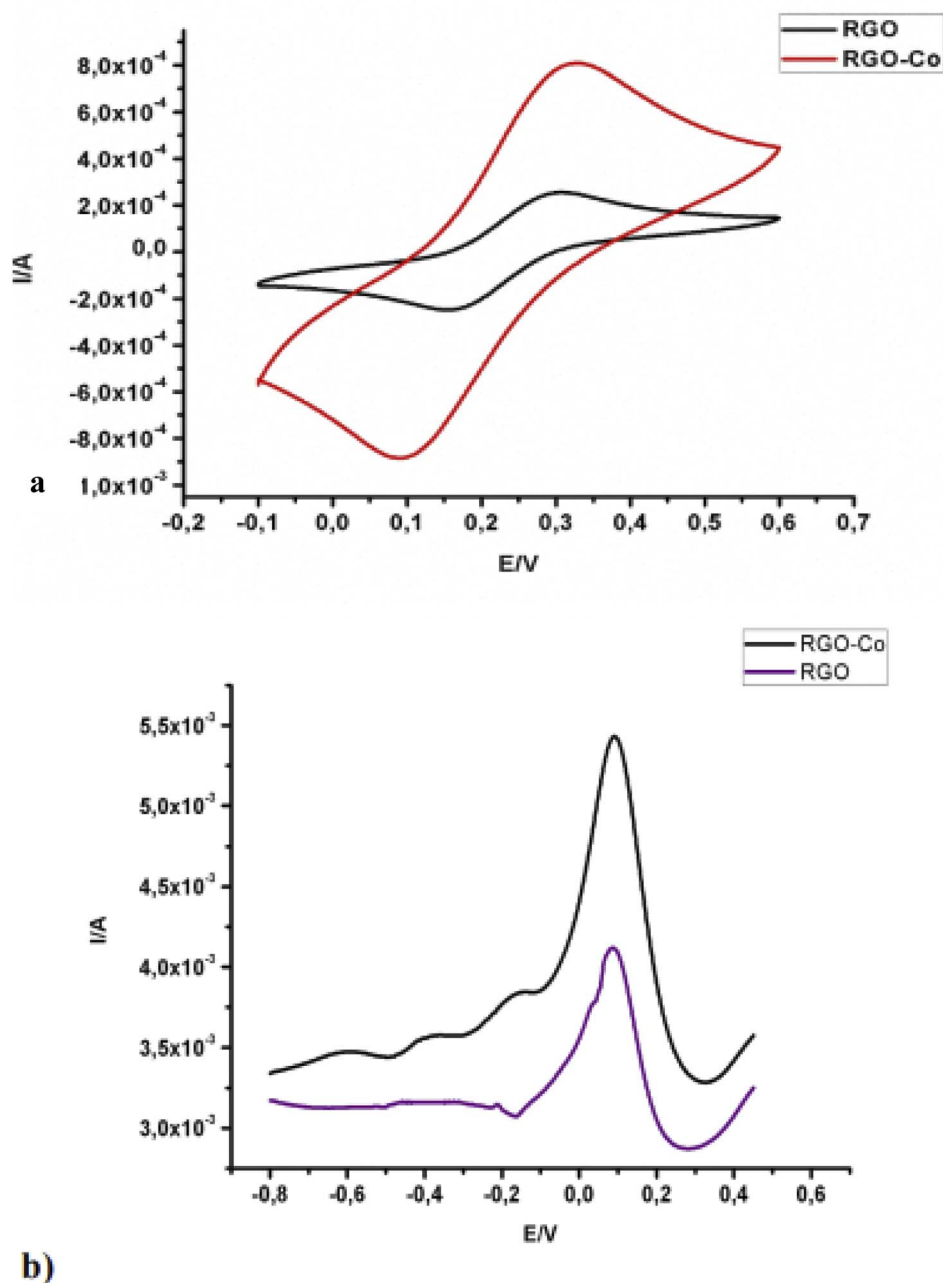 RGO
RGO-Co
8,0x10⁻⁴
6,0x10⁻⁴
4,0x10⁻⁴
2,0x10⁻⁴
0,0
-2,0x10⁻⁴
-4,0x10⁻⁴
-6,0x10⁻⁴
-8,0x10⁻⁴
1,0x10⁻³
I/A
a
-0,2 -0,1 0,0 0,1 0,2 0,3 0,4 0,5 0,6 0,7
E/V
RGO-Co
RGO
5,5x10⁻³
5,0x10⁻³
4,5x10⁻³
4,0x10⁻³
3,5x10⁻³
3,0x10⁻³
I/A
-0,8 -0,6 -0,4 -0,2 0,0 0,2 0,4 0,6
E/V
b)